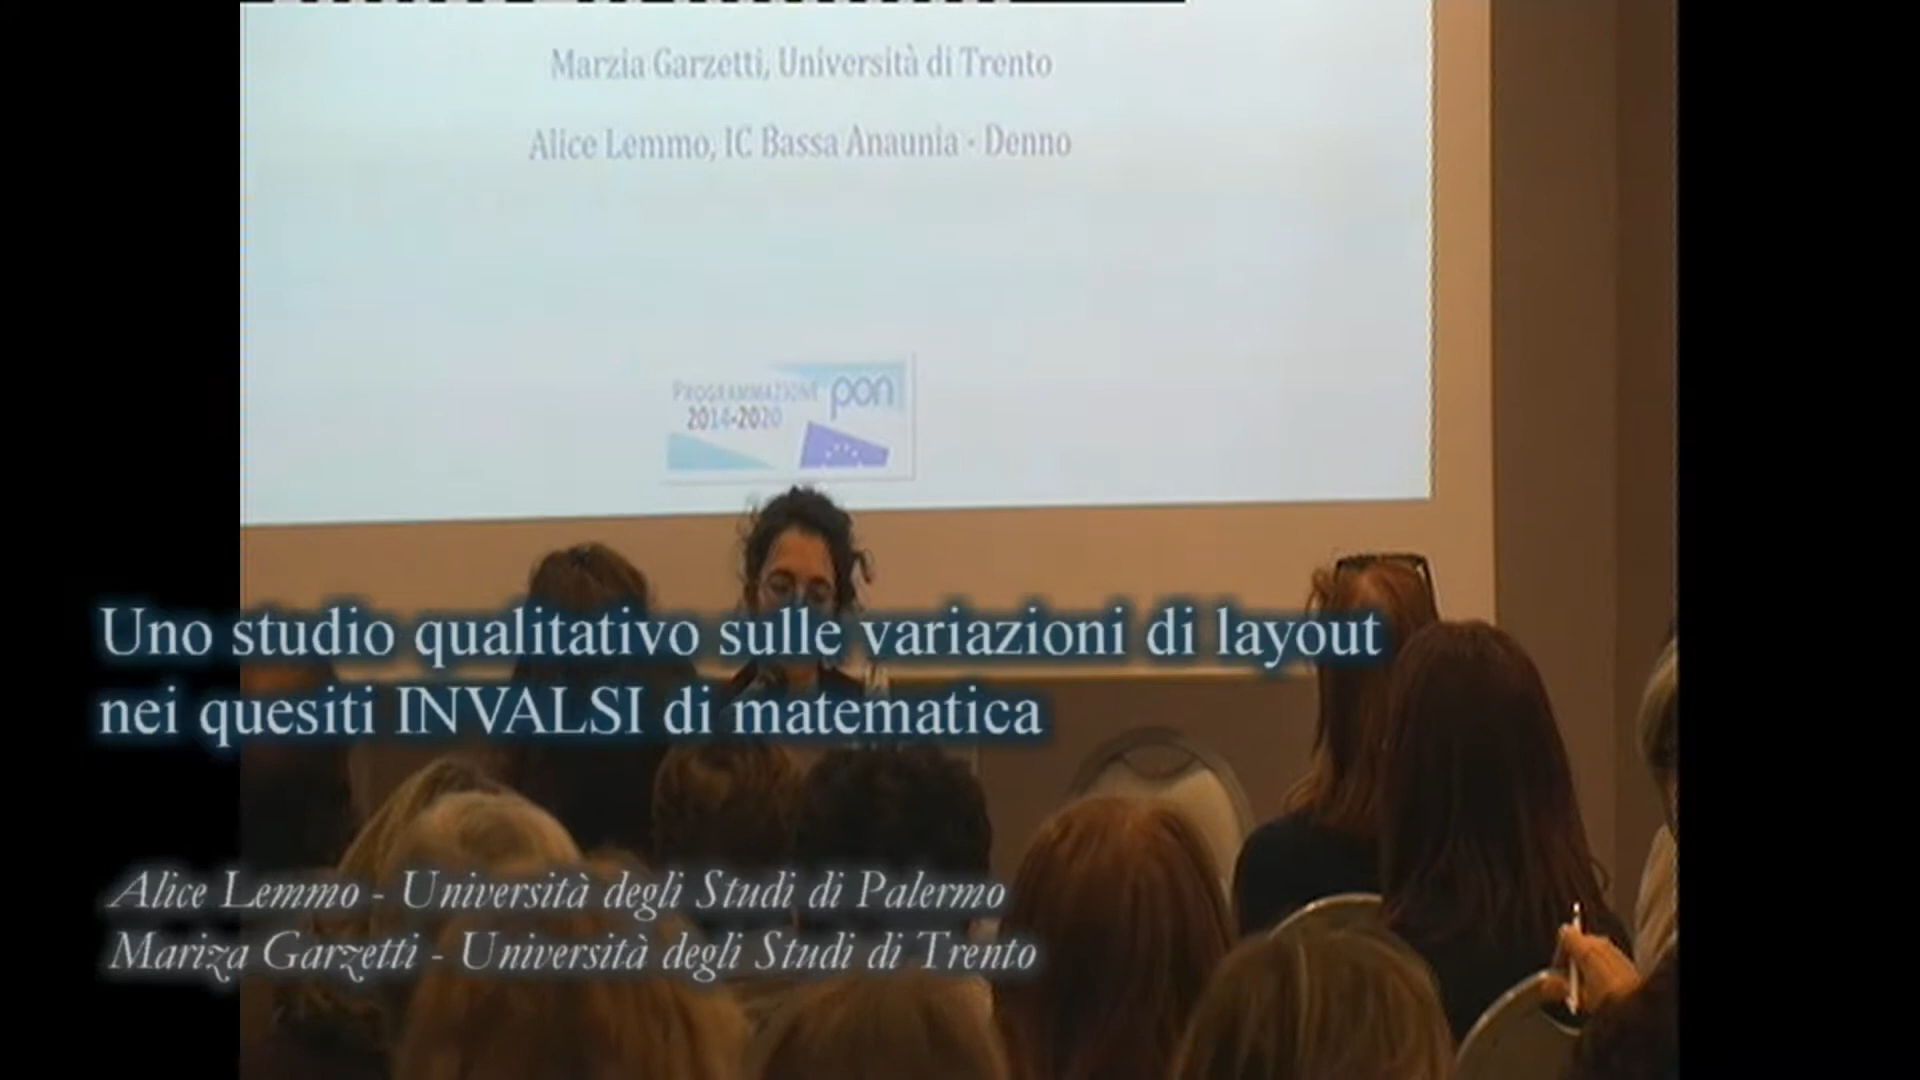 Marzia Garzetti, Università di Trento
Alice Lemmo, IC Bassa Anaunia - Denno
PROGRAMMAZIONE
2014-2020
pon
Uno studio qualitativo sulle variazioni di layout
nei quesiti INVALSI di matematica
Alice Lemmo - Università degli Studi di Palermo
Mariza Garzetti - Università degli Studi di Trento